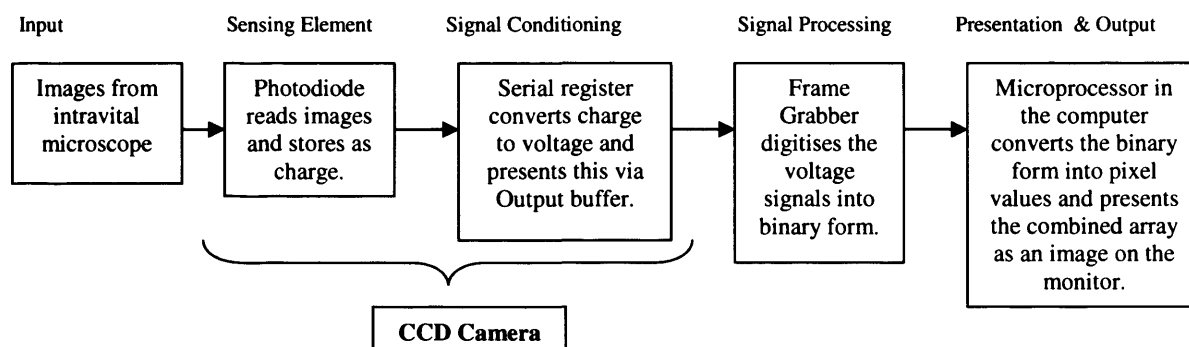 Input
Sensing Element
Signal Conditioning
Signal Processing
Presentation & Output
Images from
intravital
microscope
Photodiode
reads images
and stores as
charge.
Serial register
converts charge
to voltage and
presents this via
Output buffer.
Frame
Grabber
digitises the
voltage
signals into
binary form.
Microprocessor in
the computer
converts the binary
form into pixel
values and presents
the combined array
as an image on the
monitor.
CCD Camera